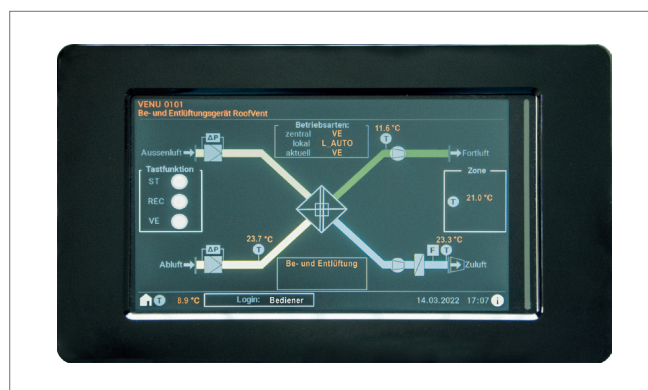 VENU 0101
Be- und Entlüftungsgerät RoofVent
Betriebsarten:
zentral VE
lokal L_AUTO
aktuell VE
11.6 °C
T
ΔP
Aussenluft
Fortluft
Tastfunktion
ST
REC
VE
Zone
T 21.0 °C
ΔP
23.7 °C
T
Abluft
Be- und Entlüftung
23.3 °C
F T
Zuluft
T 8.9 °C
Login: Bediener
14.03.2022 17:07 i